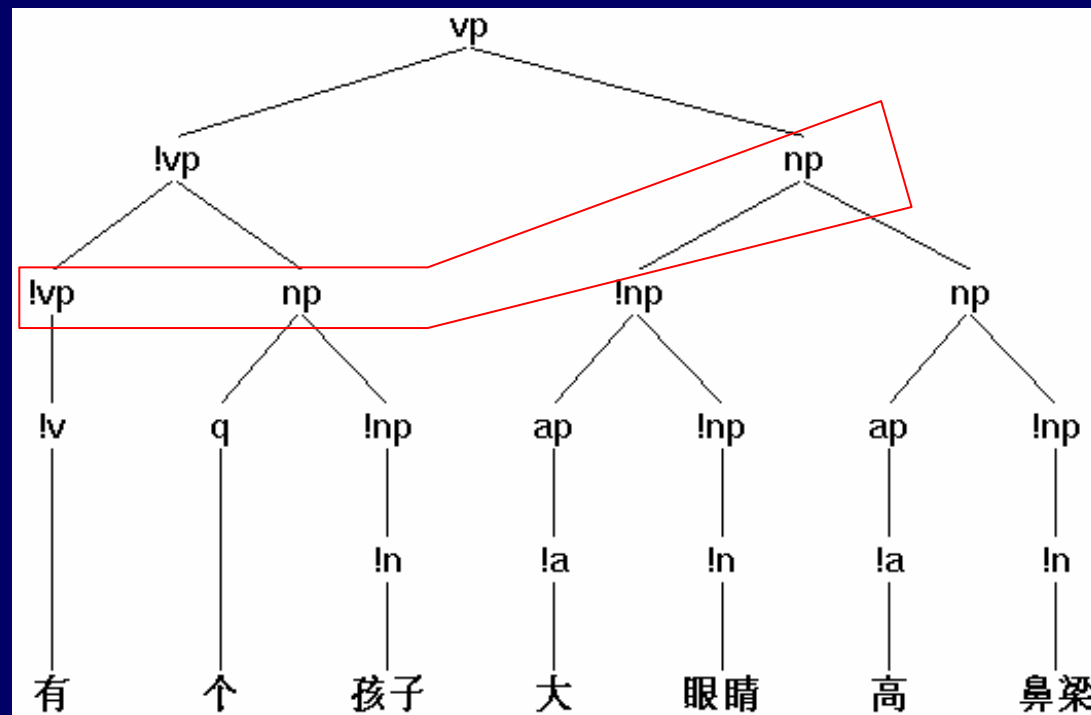 vp
!vp np
!vp np !np np
!v q !np ap !np ap !np
!n !a !n !a !n
有 个 孩子 大 眼睛 高 鼻梁